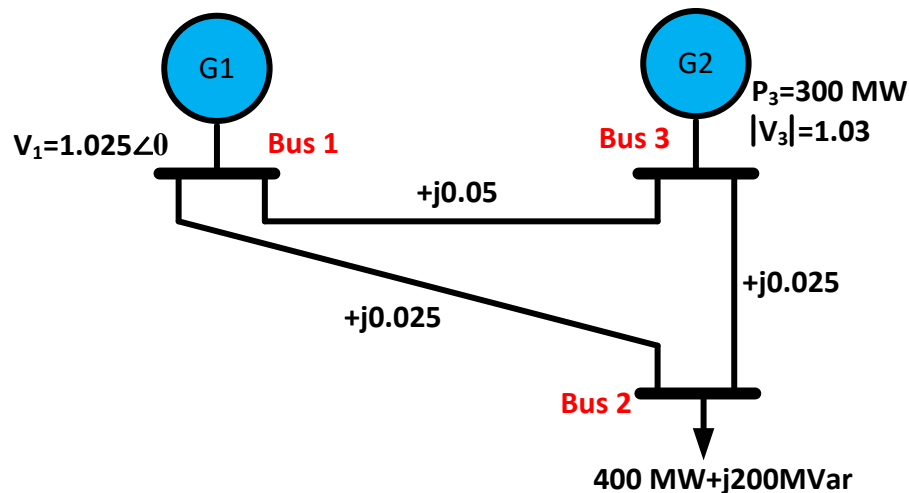 G1
G2
P₃=300 MW
|V₃|=1.03
V₁=1.025∠0
Bus 1
Bus 3
+j0.05
+j0.025
+j0.025
Bus 2
400 MW+j200MVar